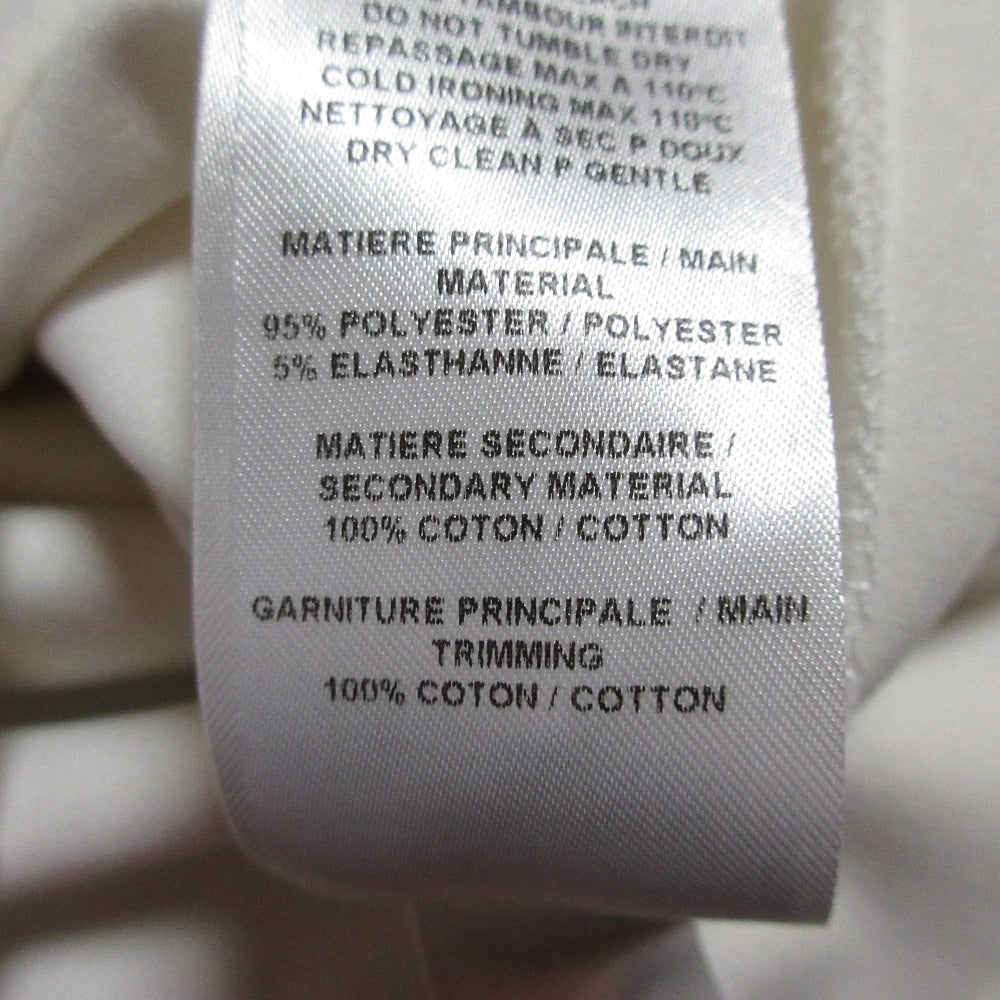 TAMBOUR INTERDIT
DO NOT TUMBLE DRY
REPASSAGE MAX A 110°C
COLD IRONING MAX 110°C
NETTOYAGE À SEC P DOUX
DRY CLEAN P GENTLE
MATIERE PRINCIPALE / MAIN
MATERIAL
95% POLYESTER / POLYESTER
5% ELASTHANNE / ELASTANE
MATIERE SECONDAIRE /
SECONDARY MATERIAL
100% COTON / COTTON
GARNITURE PRINCIPALE / MAIN
TRIMMING
100% COTON / COTTON